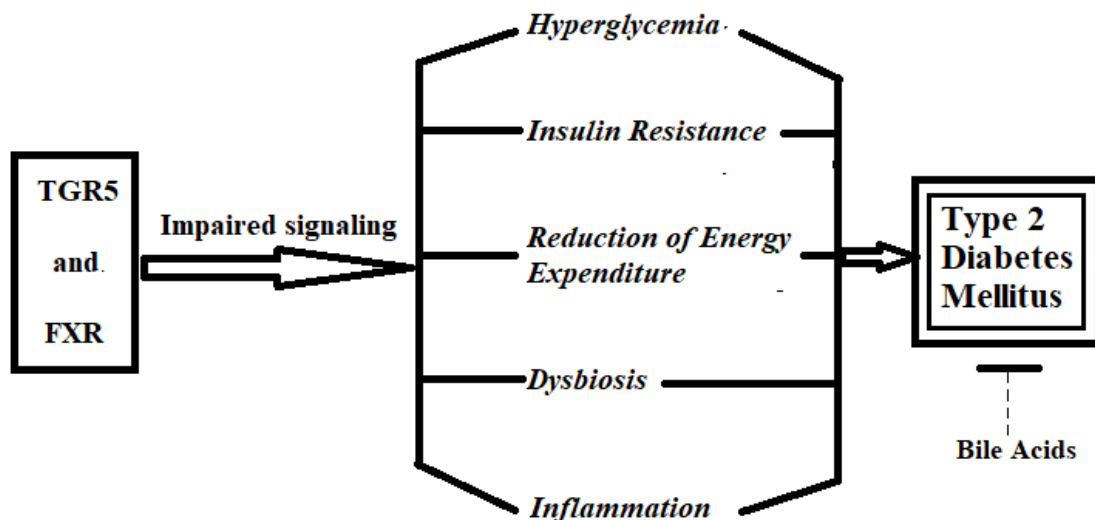 Hyperglycemia
Insulin Resistance
TGR5
and.
FXR
Impaired signaling
Reduction of Energy
Expenditure
Type 2
Diabetes
Mellitus
Dysbiosis
Bile Acids
Inflammation